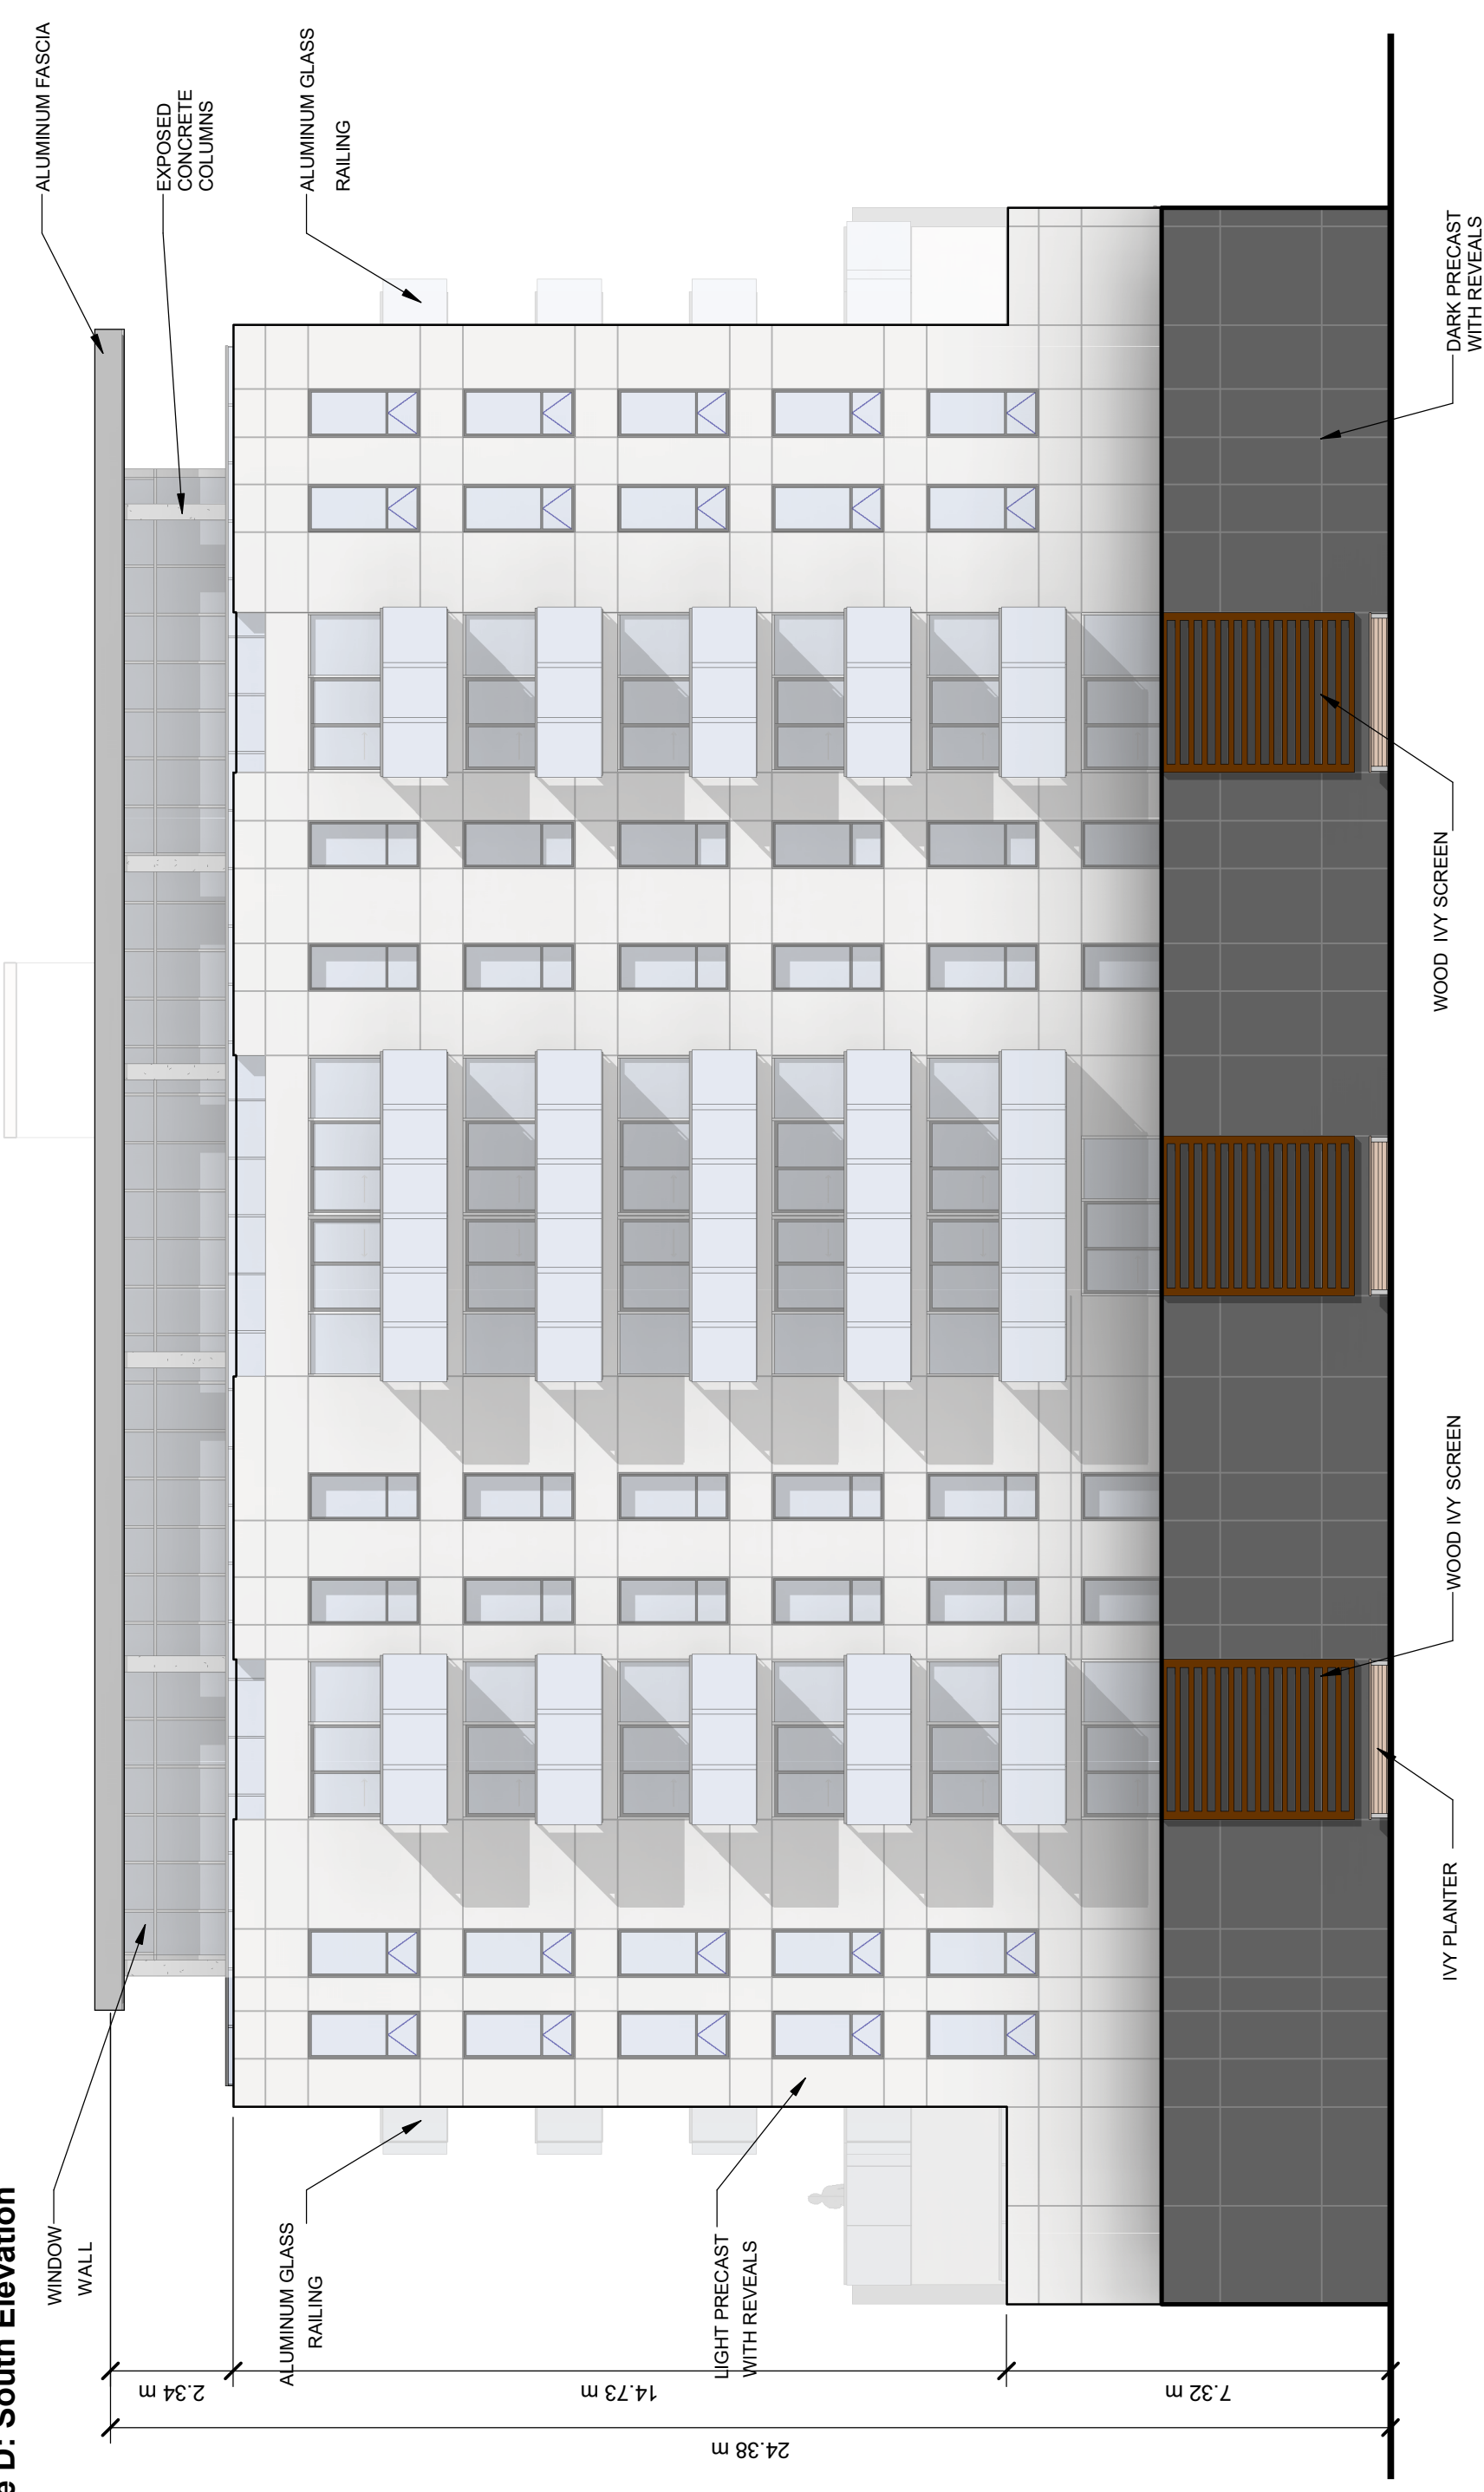 D: South Elevation
WINDOW
WALL
ALUMINUM FASCIA
EXPOSED
CONCRETE
COLUMNS
ALUMINUM GLASS
RAILING
ALUMINUM GLASS
RAILING
LIGHT PRECAST
WITH REVEALS
2.34 m
14.73 m
7.32 m
24.38 m
IVY PLANTER
WOOD IVY SCREEN
WOOD IVY SCREEN
DARK PRECAST
WITH REVEALS